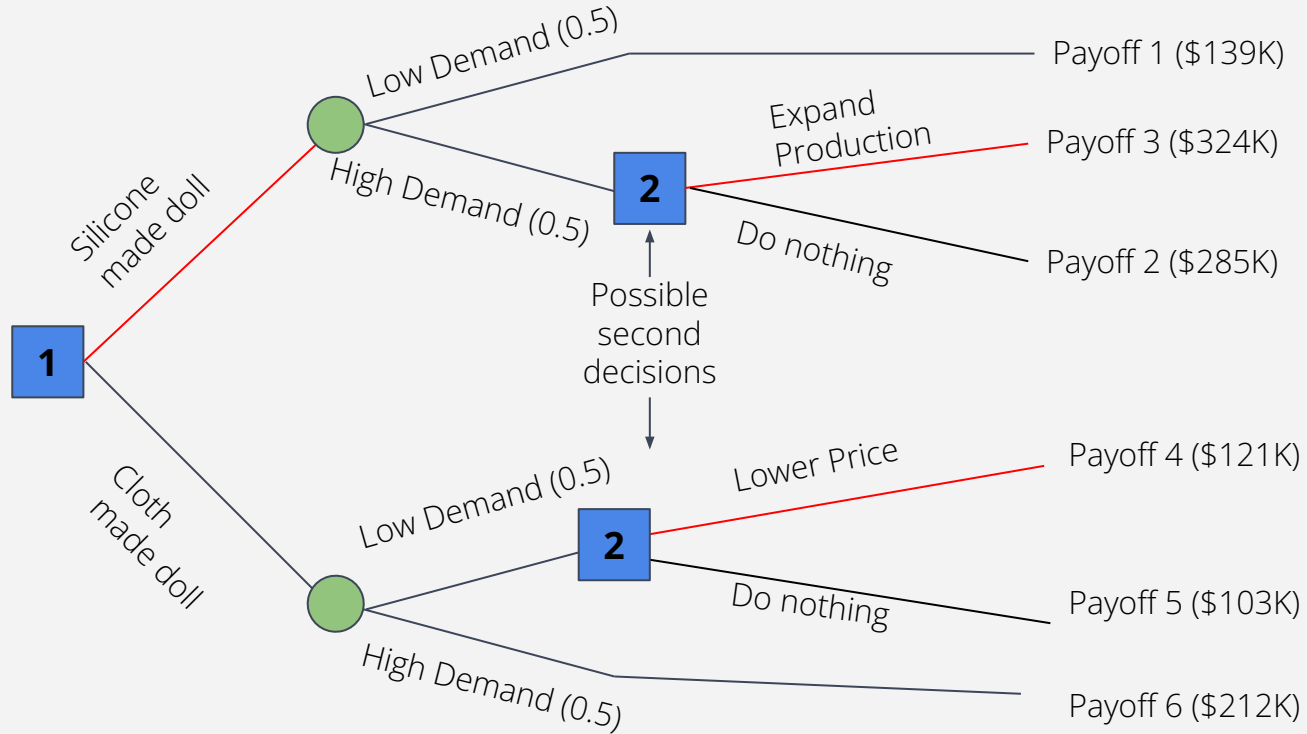 Low Demand (0.5)
Payoff 1 ($139K)
Expand
Production
Payoff 3 ($324K)
Silicone
made doll
High Demand (0.5)
2
Do nothing
Payoff 2 ($285K)
Possible
second
decisions
1
Cloth
made doll
Low Demand (0.5)
Lower Price
Payoff 4 ($121K)
2
Do nothing
Payoff 5 ($103K)
High Demand (0.5)
Payoff 6 ($212K)